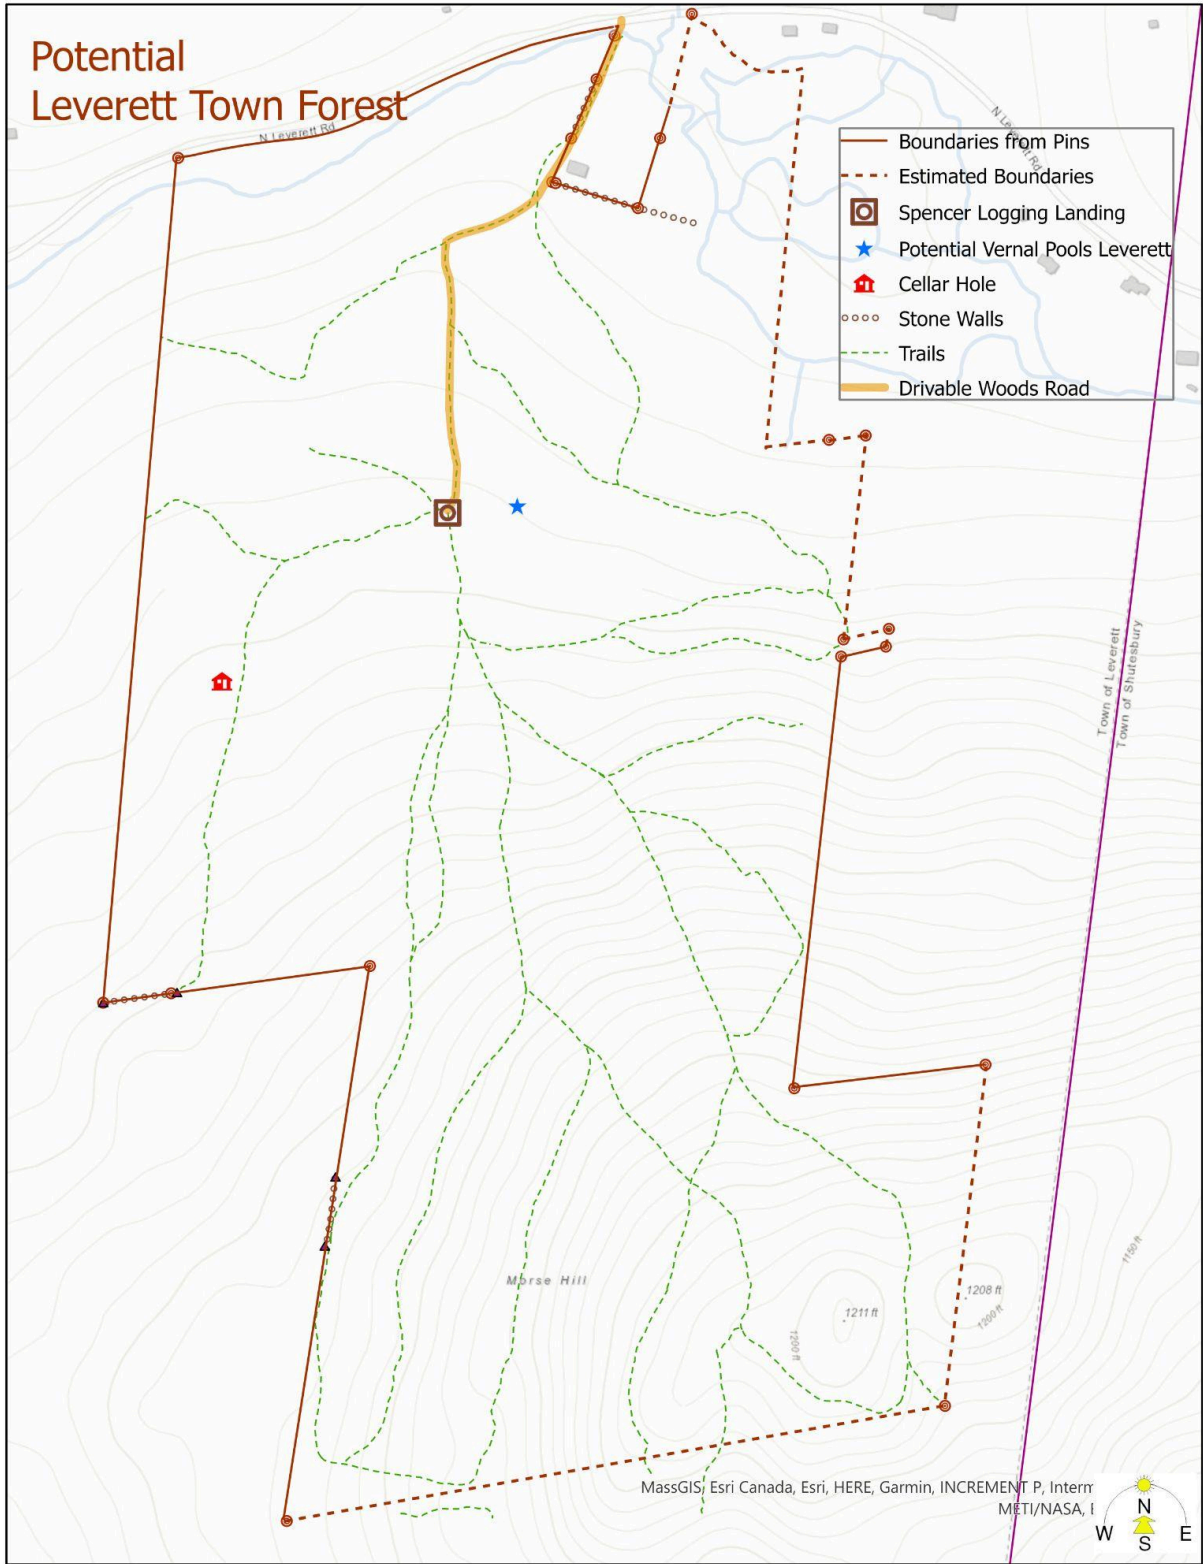 Potential
Leverett Town Forest
N Leverett Rd
N Leverett Rd
Boundaries from Pins
Estimated Boundaries
Spencer Logging Landing
Potential Vernal Pools Leverett
Cellar Hole
Stone Walls
Trails
Drivable Woods Road
Town of Leverett
Town of Shutesbury
Morse Hill
1211 ft
1208 ft
1200 ft
1200 ft
1150 ft
MassGIS, Esri Canada, Esri, HERE, Garmin, INCREMENT P, Interm
METI/NASA,
N
W E
S